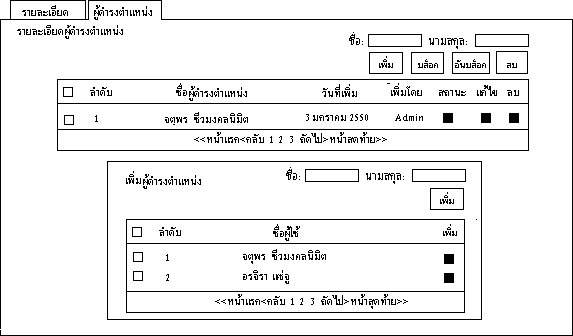 รายละเอียด ผู้ดำรงตำแหน่ง
รายละเอียดผู้ดำรงตำแหน่ง
ชื่อ: นามสกุล:
เพิ่ม บล็อค อันบล็อค ลบ
ลำดับ ชื่อผู้ดำรงตำแหน่ง วันที่เพิ่ม เพิ่มโดย สถานะ แก้ไข ลบ
1 จตุพร ชีวมงคลนิมิต 3 มกราคม 2550 Admin
<<หน้าแรก<กลับ 1 2 3 ถัดไป>หน้าสุดท้าย>>
เพิ่มผู้ดำรงตำแหน่ง ชื่อ: นามสกุล:
เพิ่ม
ลำดับ ชื่อผู้ใช้ เพิ่ม
1 จตุพร ชีวมงคลนิมิต
2 อรจิรา แซ่จู
<<หน้าแรก<กลับ 1 2 3 ถัดไป>หน้าสุดท้าย>>